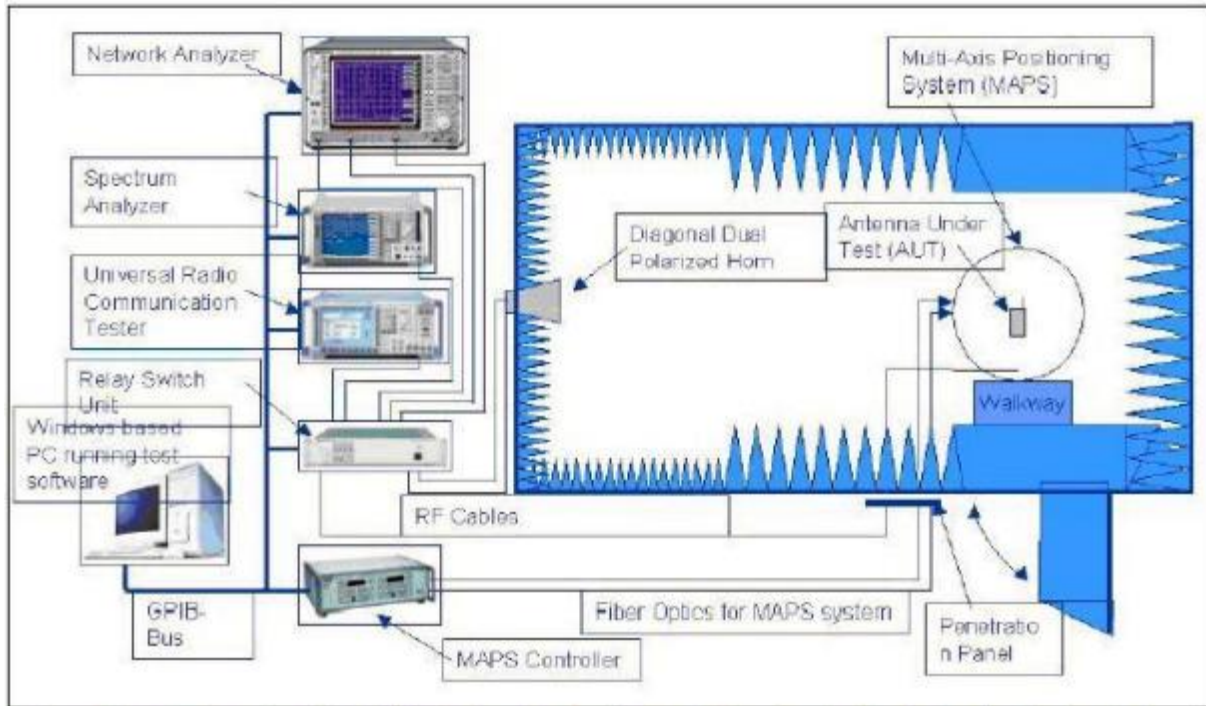 Network Analyzer
Multi-Axis Positioning
System (MAPS)
Spectrum
Analyzer
Diagonal Dual
Polarized Horn
Antenna Under
Test (AUT)
Universal Radio
Communication
Tester
Relay Switch
Unit
Windows based
PC running test
software
Walkway
RF Cables
GPIB-
Bus
Fiber Optics for MAPS system
Penetratio
n Panel
MAPS Controller